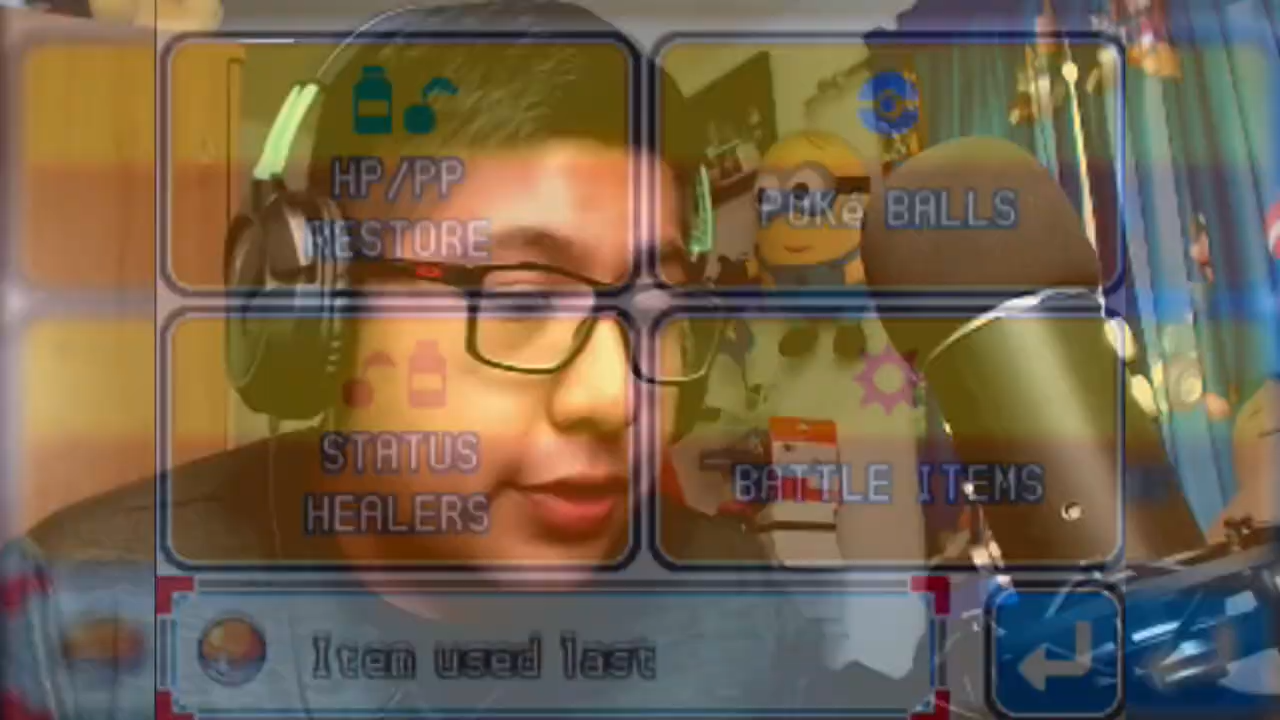 HP/PP
RESTORE
POKé BALLS
STATUS
HEALERS
BATTLE ITEMS
Item used last